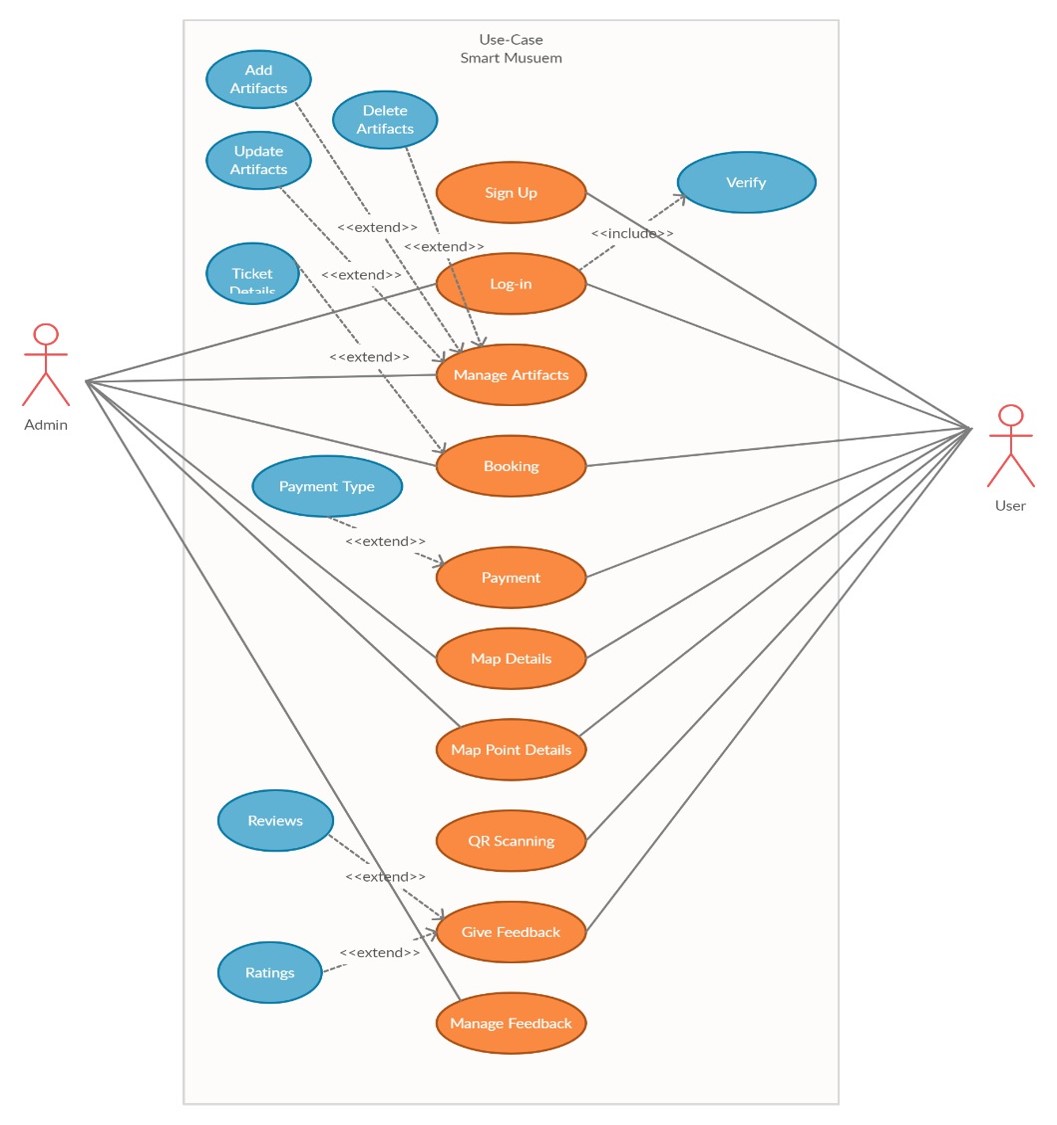 Use-Case
Smart Musuem
Add
Artifacts
Delete
Artifacts
Update
Artifacts
Verify
Sign Up
<<extend>>
<<include>>
<<extend>>
Ticket
Details
<<extend>>
Log-in
<<extend>>
Manage Artifacts
Admin
Booking
Payment Type
User
<<extend>>
Payment
Map Details
Map Point Details
Reviews
QR Scanning
<<extend>>
Give Feedback
<<extend>>
Ratings
Manage Feedback